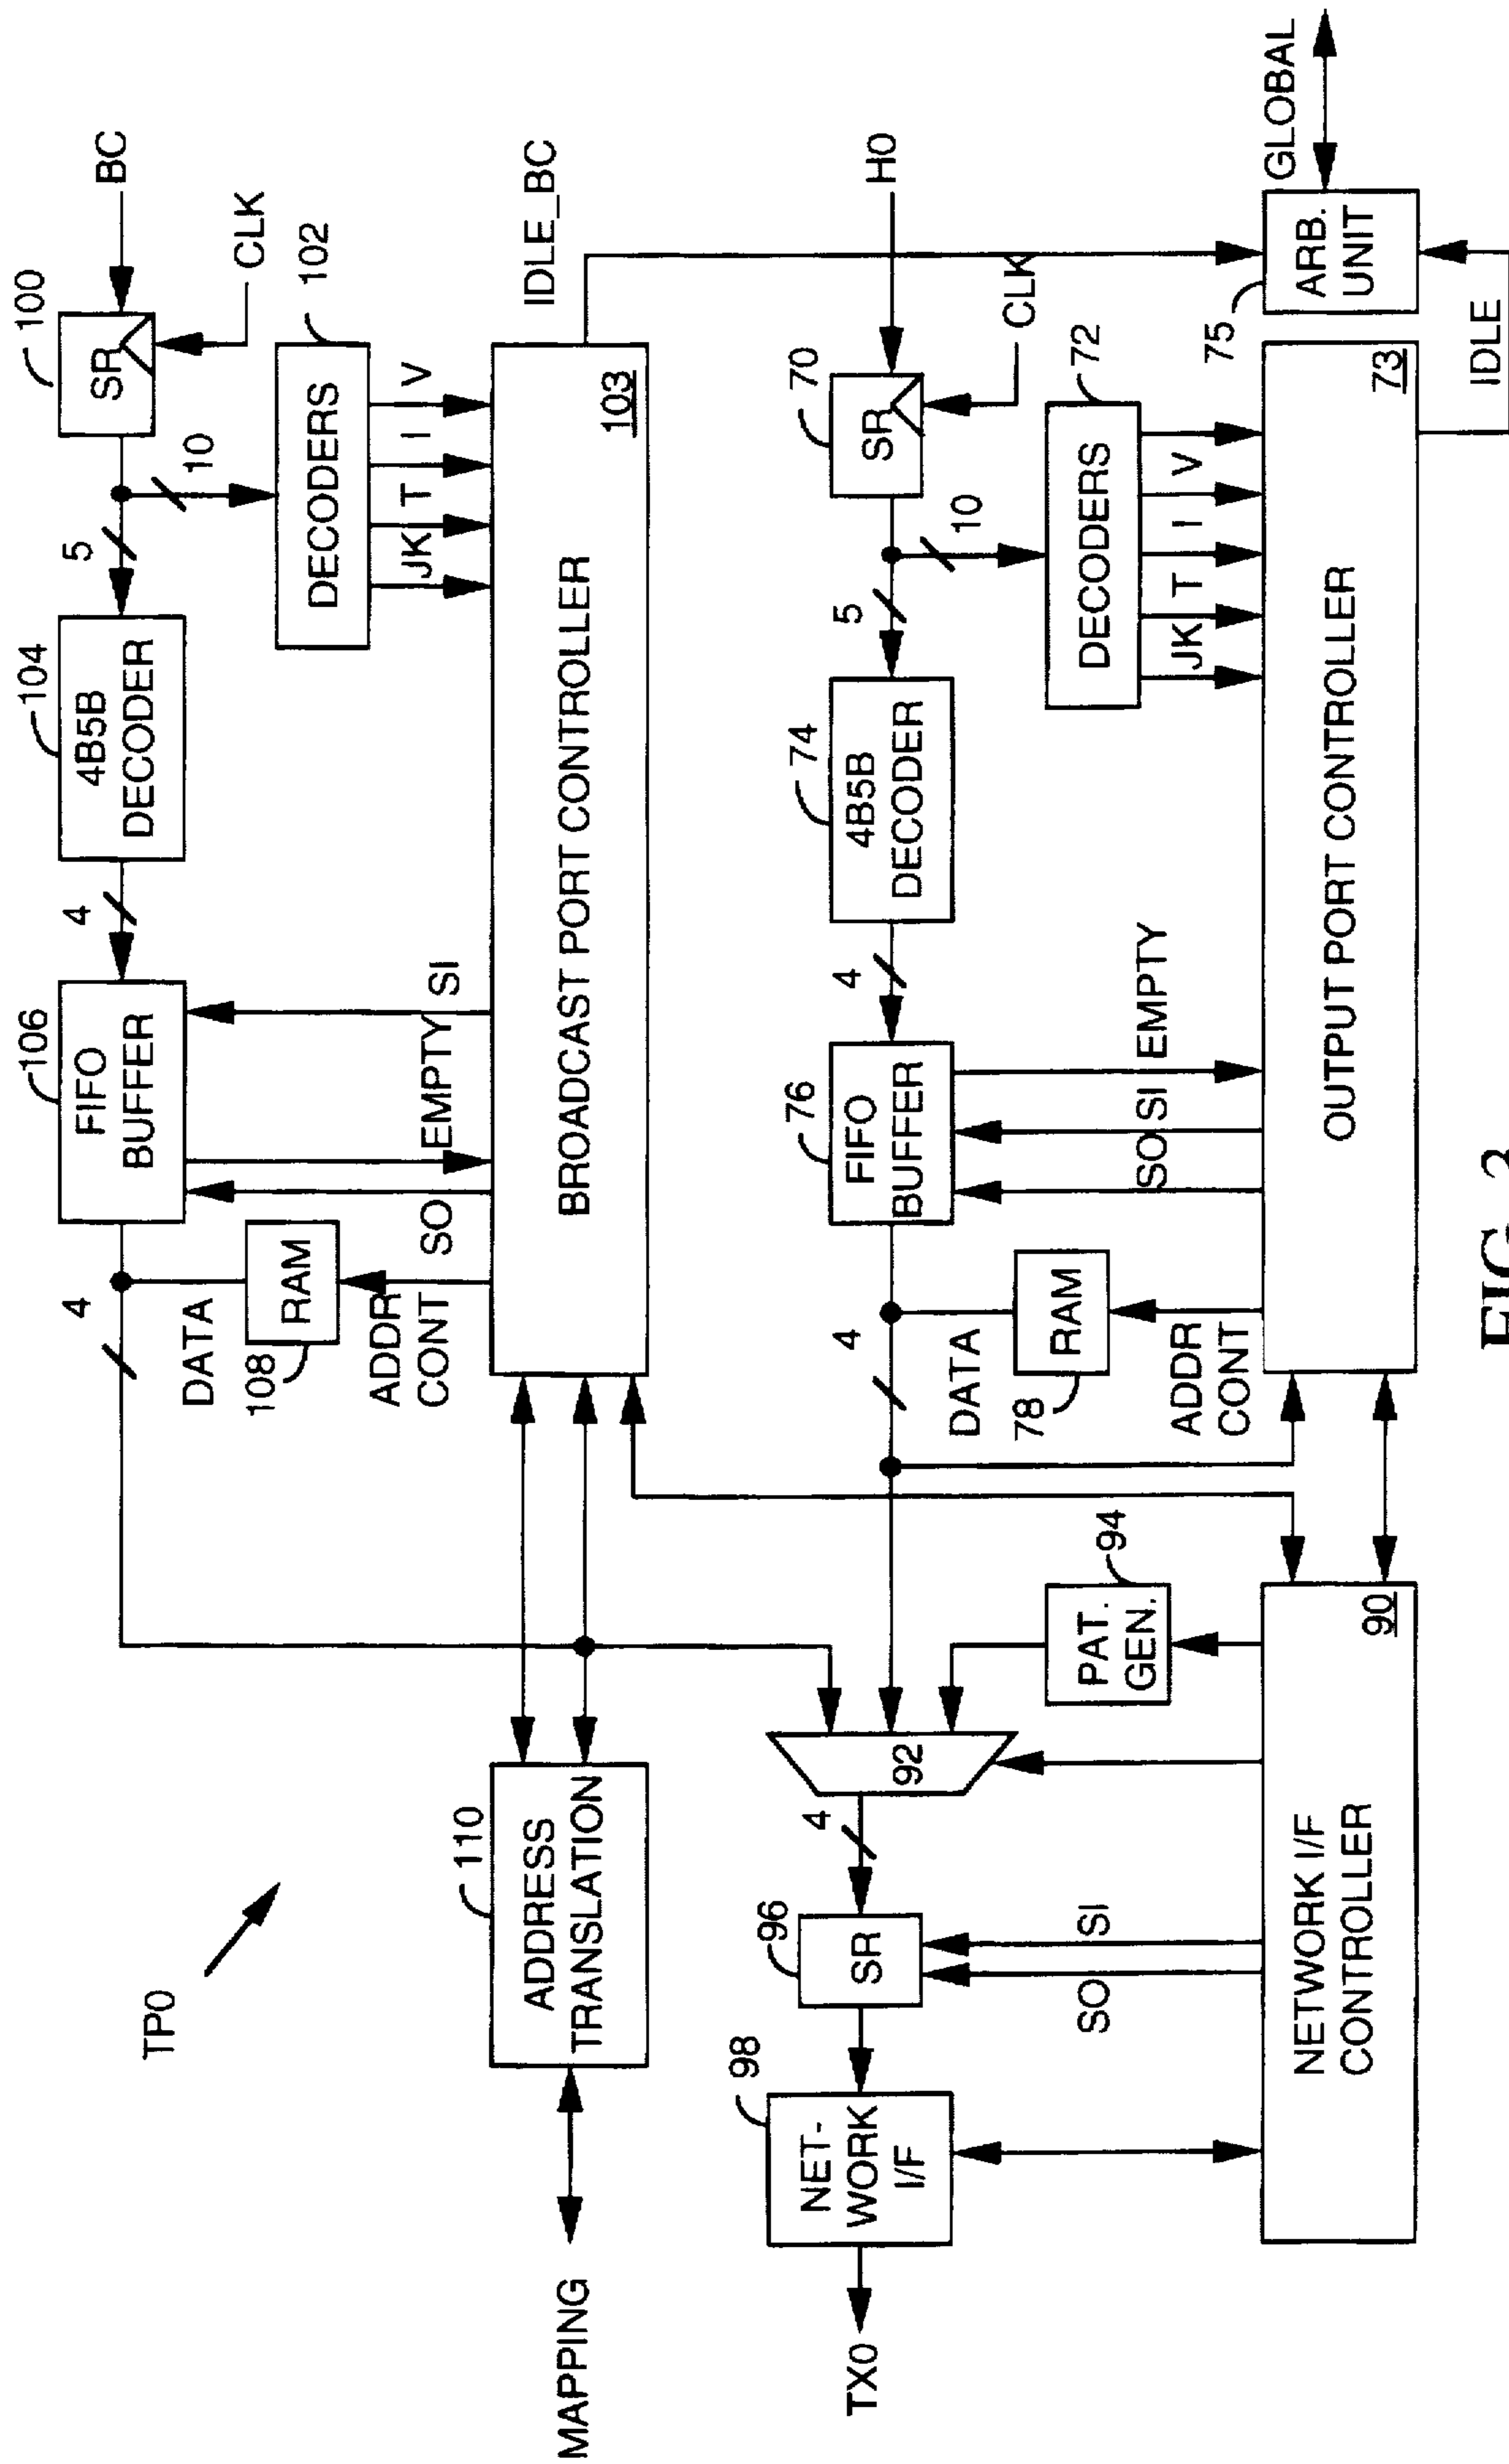 TP0
MAPPING
110
ADDRESS
TRANSLATION
4
DATA
108
RAM
ADDR
CONT
106
FIFO
BUFFER
SO
EMPTY
SI
4
104
4B5B
DECODER
5
10
100
SR
BC
CLK
102
DECODERS
JK
T
I
V
BROADCAST PORT CONTROLLER
103
IDLE_BC
TX0
98
NET-
WORK
I/F
96
SR
4
92
SO
SI
94
PAT.
GEN.
NETWORK I/F
CONTROLLER
90
4
DATA
78
RAM
ADDR
CONT
76
FIFO
BUFFER
SO
SI
EMPTY
4
74
4B5B
DECODER
5
10
70
SR
H0
CLK
72
DECODERS
JK
T
I
V
OUTPUT PORT CONTROLLER
73
IDLE
75
ARB.
UNIT
GLOBAL